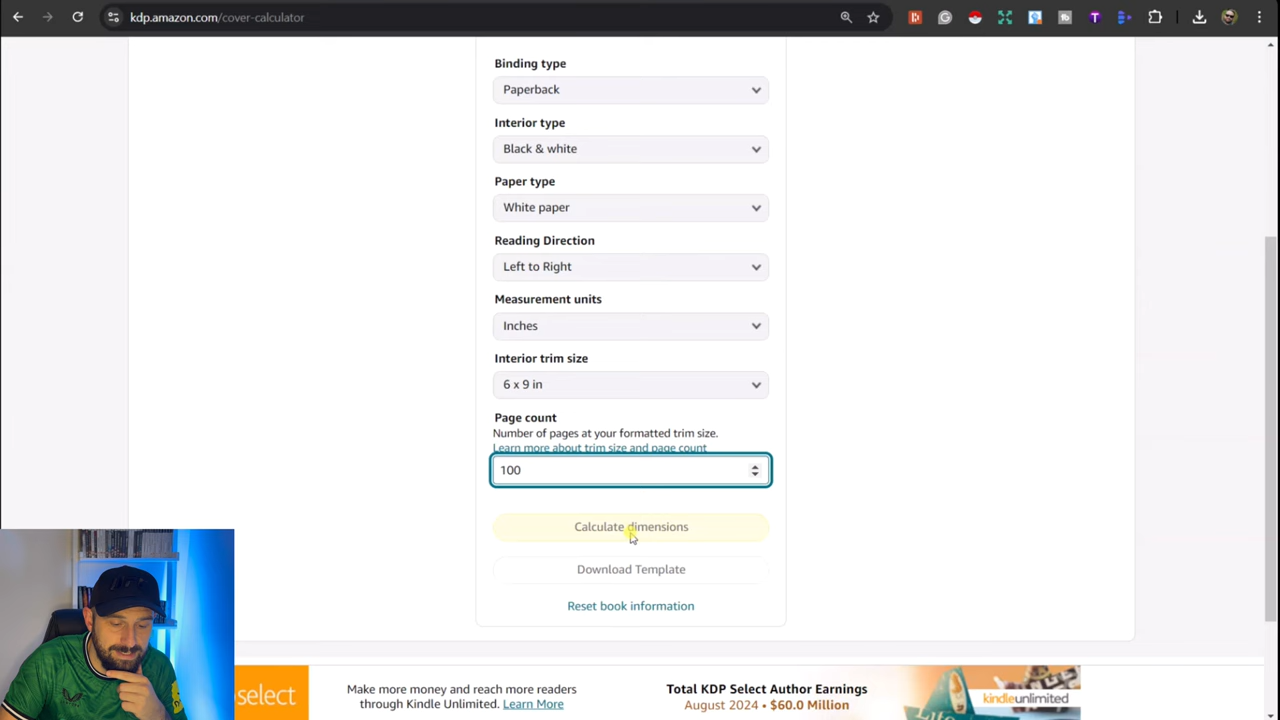 kdp.amazon.com/cover-calculator
Binding type
Paperback
Interior type
Black & white
Paper type
White paper
Reading Direction
Left to Right
Measurement units
Inches
Interior trim size
6 x 9 in
Page count
Number of pages at your formatted trim size.
Learn more about trim size and page count
100
Calculate dimensions
Download Template
Reset book information
select
Make more money and reach more readers
through Kindle Unlimited. Learn More
Total KDP Select Author Earnings
August 2024 • $60.0 Million
kindleunlimited